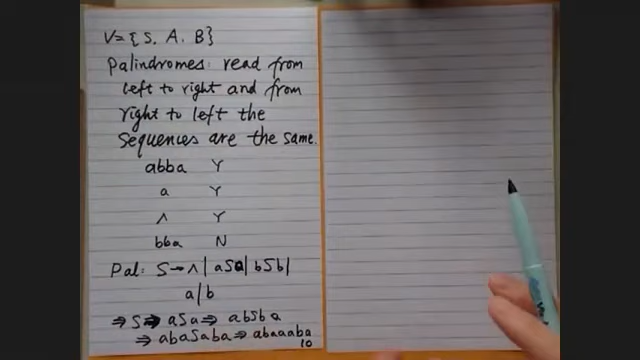 V={S, A, B}
Palindromes: read from
left to right and from
right to left the
sequences are the same.
abba Y
a Y
Λ Y
bba N
Pal: S→Λ|aSa|bSb|
a|b
⇒S⇒aSa⇒abSba
⇒abaSaba⇒abaaaba
10